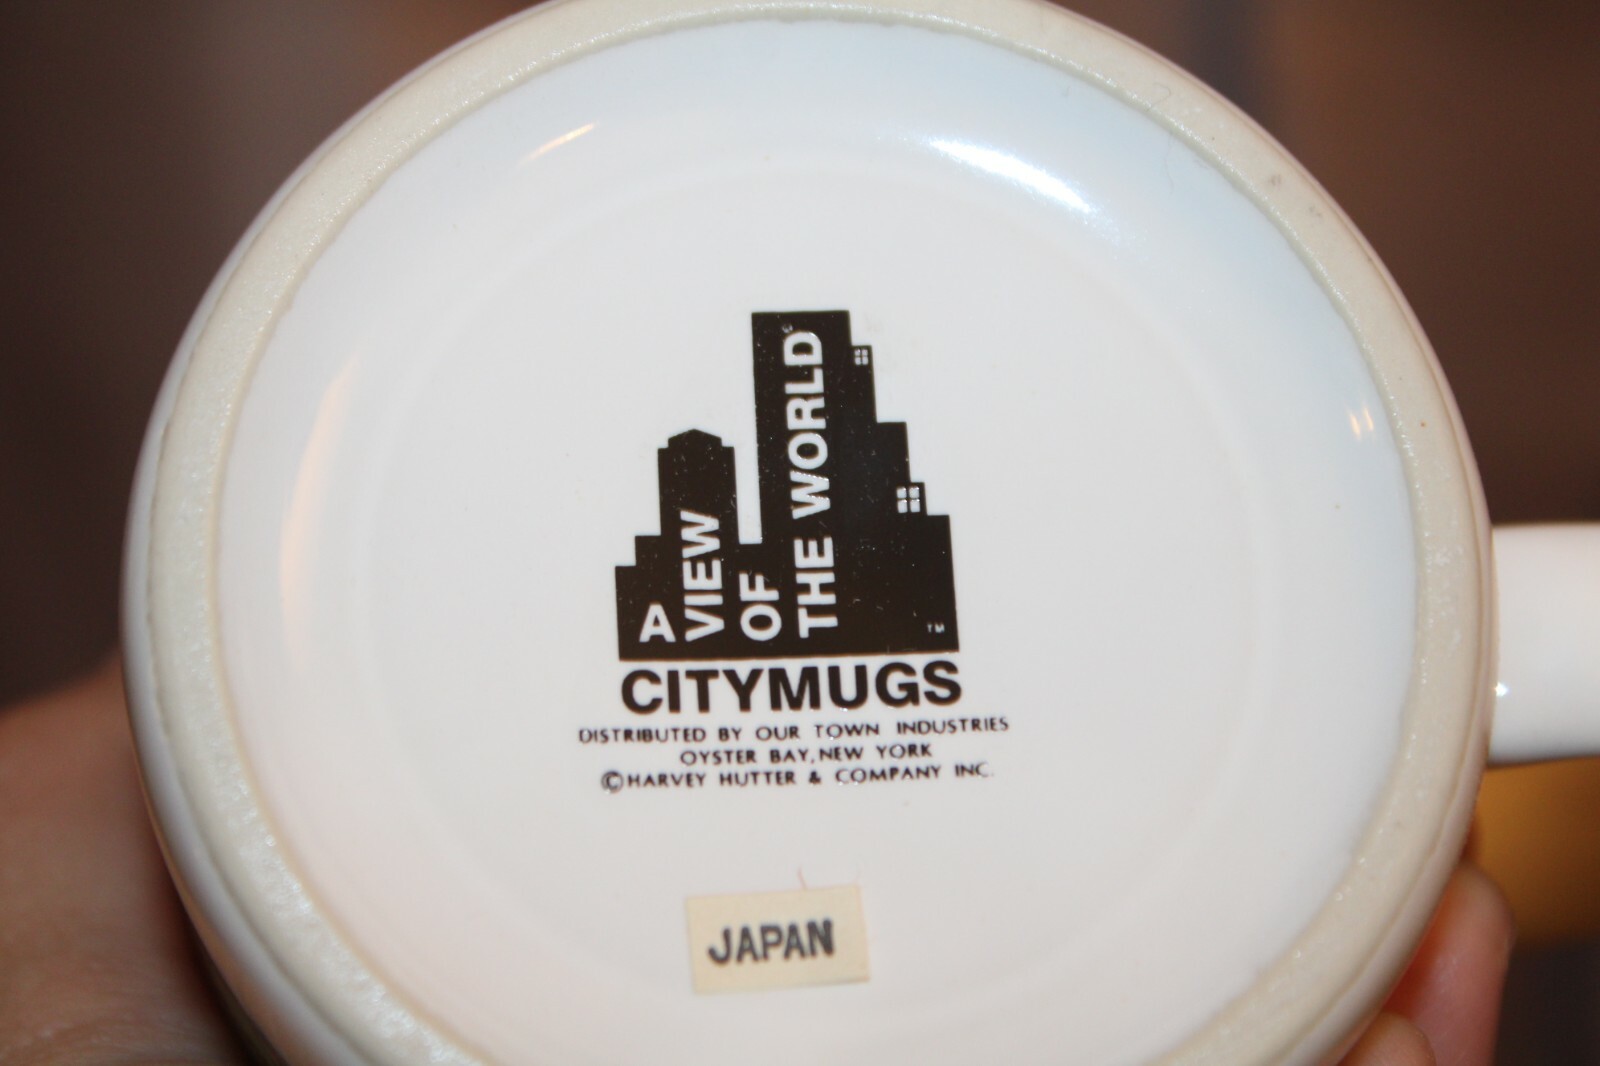 A
VIEW
OF
THE WORLD©
™
CITYMUGS
DISTRIBUTED BY OUR TOWN INDUSTRIES
OYSTER BAY, NEW YORK
©HARVEY HUTTER & COMPANY INC.
JAPAN